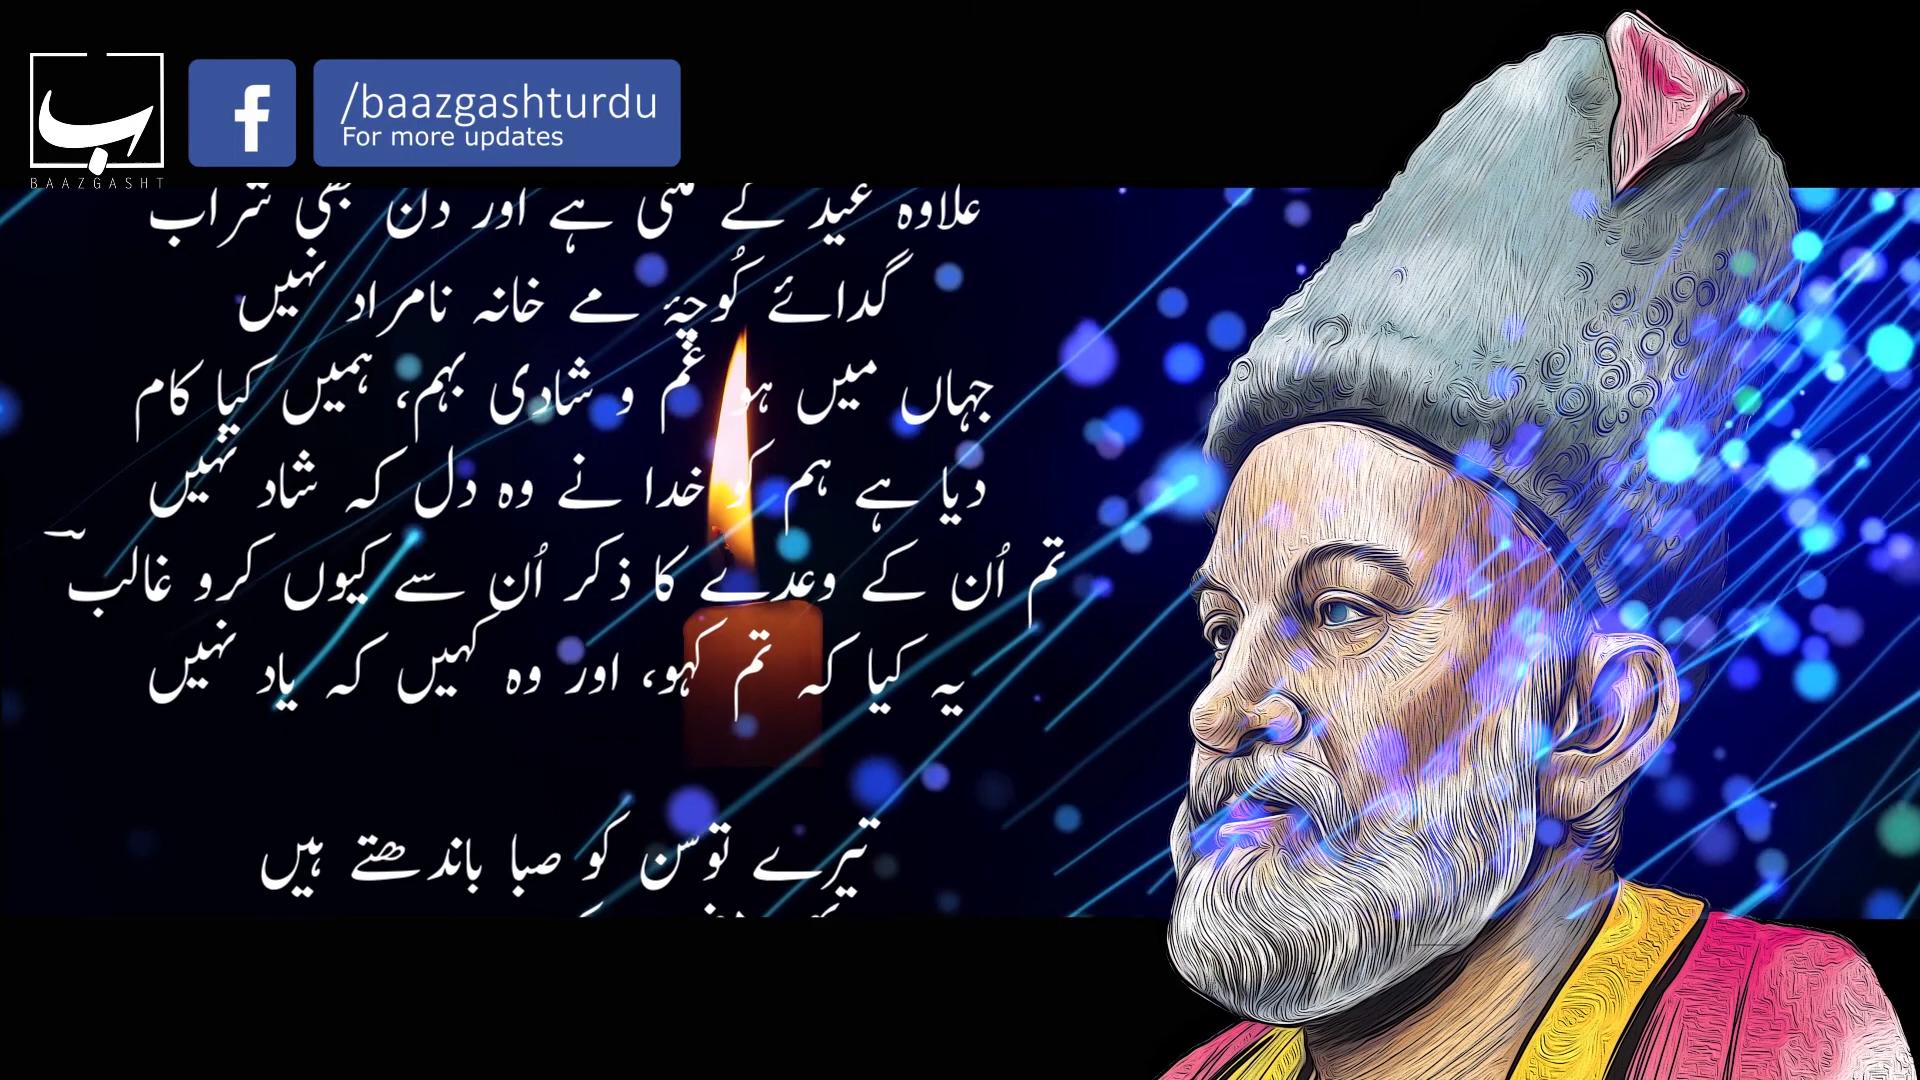 ب
BAAZGASHT
f
/baazgashturdu
For more updates
علاوہ عید کے ملتی ہے اور دن بھی شراب
گدائے کُوچۂ مے خانہ نامراد نہیں
جہاں میں ہو غم و شادی بہم، ہمیں کیا کام
دیا ہے ہم کو خدا نے وہ دل کہ شاد نہیں
تم اُن کے وعدے کا ذکر اُن سے کیوں کرو غالبؔ
یہ کیا کہ تم کہو، اور وہ کہیں کہ یاد نہیں
تیرے توسن کو صبا باندھتے ہیں